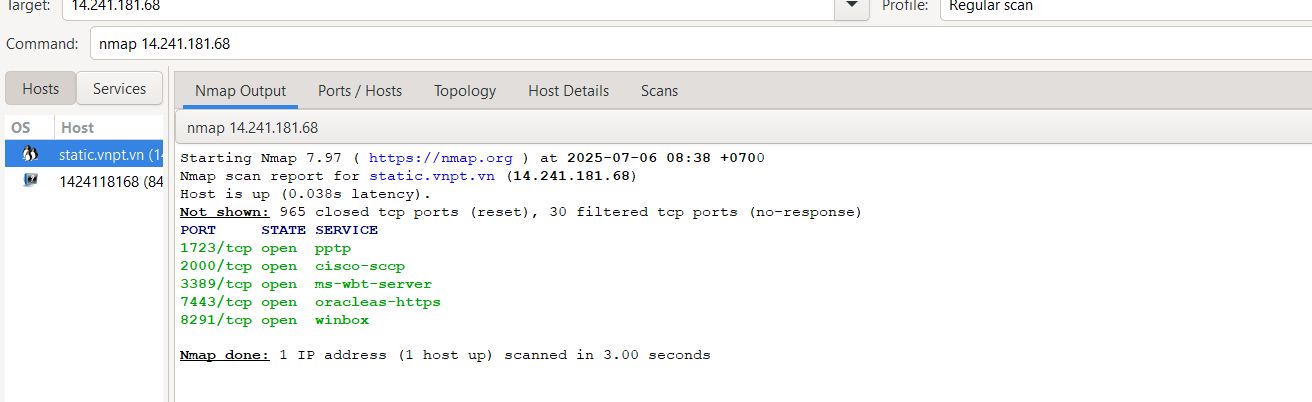 Target: 14.241.181.68 Profile: Regular scan
Command: nmap 14.241.181.68
Hosts Services
Nmap Output Ports / Hosts Topology Host Details Scans
OS Host
static.vnpt.vn (14
1424118168 (84
nmap 14.241.181.68
Starting Nmap 7.97 ( https://nmap.org ) at 2025-07-06 08:38 +0700
Nmap scan report for static.vnpt.vn (14.241.181.68)
Host is up (0.038s latency).
Not shown: 965 closed tcp ports (reset), 30 filtered tcp ports (no-response)
PORT     STATE SERVICE
1723/tcp open  pptp
2000/tcp open  cisco-sccp
3389/tcp open  ms-wbt-server
7443/tcp open  oracleas-https
8291/tcp open  winbox
Nmap done: 1 IP address (1 host up) scanned in 3.00 seconds